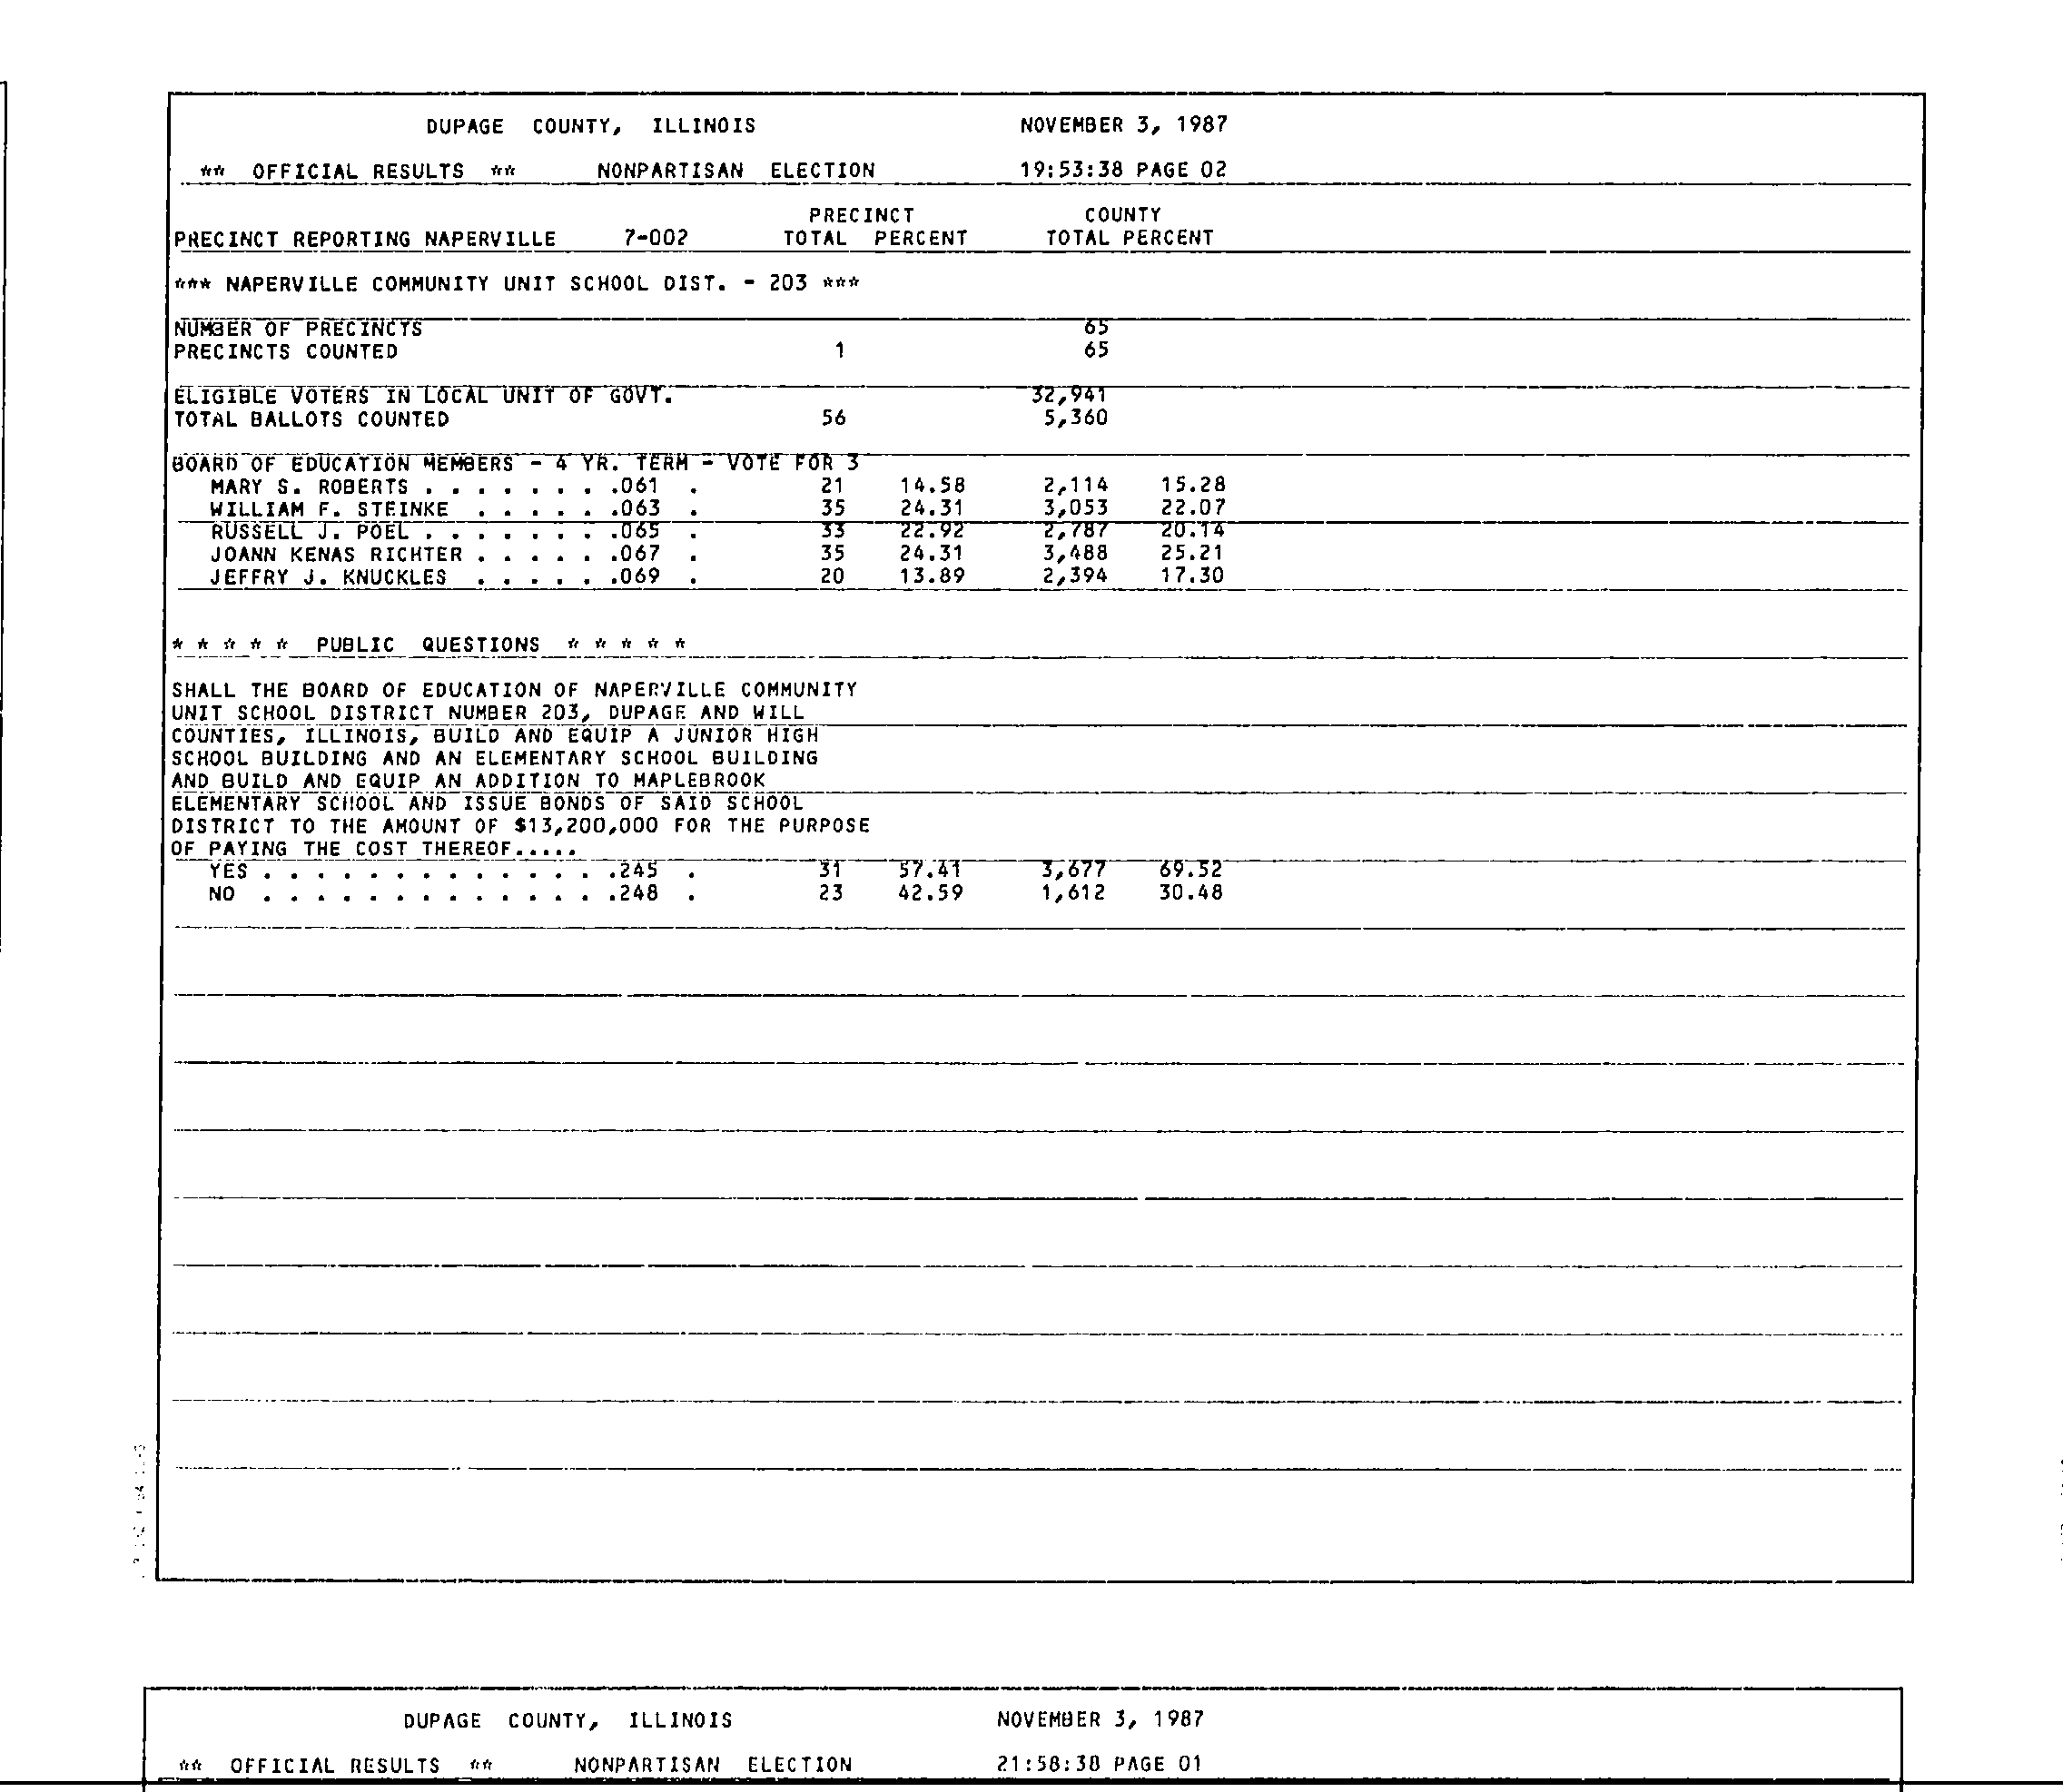 DUPAGE COUNTY, ILLINOIS NOVEMBER 3, 1987
** OFFICIAL RESULTS ** NONPARTISAN ELECTION 19:53:38 PAGE 02
PRECINCT COUNTY
PRECINCT REPORTING NAPERVILLE 7-002 TOTAL PERCENT TOTAL PERCENT
*** NAPERVILLE COMMUNITY UNIT SCHOOL DIST. - 203 ***
NUMBER OF PRECINCTS 65
PRECINCTS COUNTED 1 65
ELIGIBLE VOTERS IN LOCAL UNIT OF GOVT. 32,941
TOTAL BALLOTS COUNTED 56 5,360
BOARD OF EDUCATION MEMBERS - 4 YR. TERM - VOTE FOR 3
MARY S. ROBERTS . . . . . . . .061 . 21 14.58 2,114 15.28
WILLIAM F. STEINKE . . . . . .063 . 35 24.31 3,053 22.07
RUSSELL J. POEL . . . . . . . .065 . 33 22.92 2,787 20.14
JOANN KENAS RICHTER . . . . . .067 . 35 24.31 3,488 25.21
JEFFRY J. KNUCKLES . . . . . .069 . 20 13.89 2,394 17.30
* * * * * PUBLIC QUESTIONS * * * * *
SHALL THE BOARD OF EDUCATION OF NAPERVILLE COMMUNITY
UNIT SCHOOL DISTRICT NUMBER 203, DUPAGE AND WILL
COUNTIES, ILLINOIS, BUILD AND EQUIP A JUNIOR HIGH
SCHOOL BUILDING AND AN ELEMENTARY SCHOOL BUILDING
AND BUILD AND EQUIP AN ADDITION TO MAPLEBROOK
ELEMENTARY SCHOOL AND ISSUE BONDS OF SAID SCHOOL
DISTRICT TO THE AMOUNT OF $13,200,000 FOR THE PURPOSE
OF PAYING THE COST THEREOF.....
YES . . . . . . . . . . . . . .245 . 31 57.41 3,677 69.52
NO . . . . . . . . . . . . . .248 . 23 42.59 1,612 30.48
DUPAGE COUNTY, ILLINOIS NOVEMBER 3, 1987
** OFFICIAL RESULTS ** NONPARTISAN ELECTION 21:58:38 PAGE 01